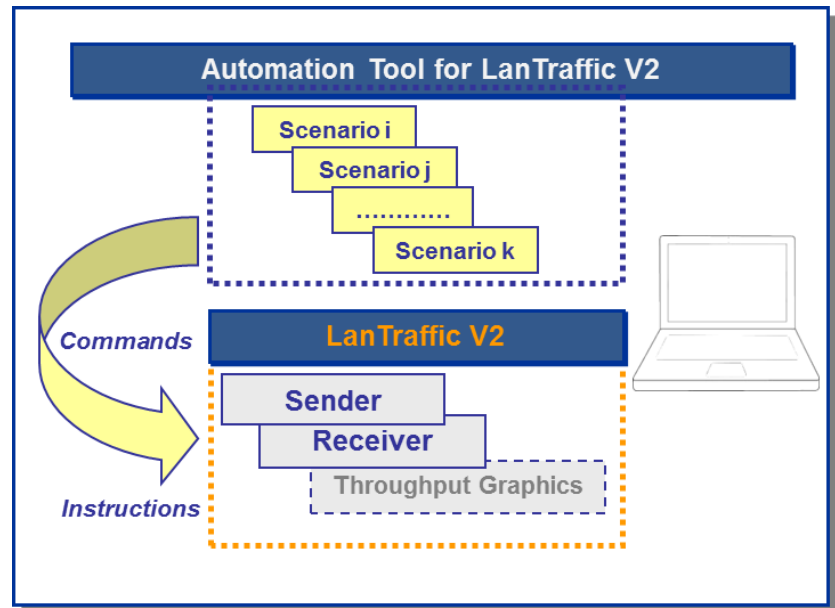 Automation Tool for LanTraffic V2
Scenario i
Scenario j
............
Scenario k
Commands
LanTraffic V2
Sender
Receiver
Throughput Graphics
Instructions